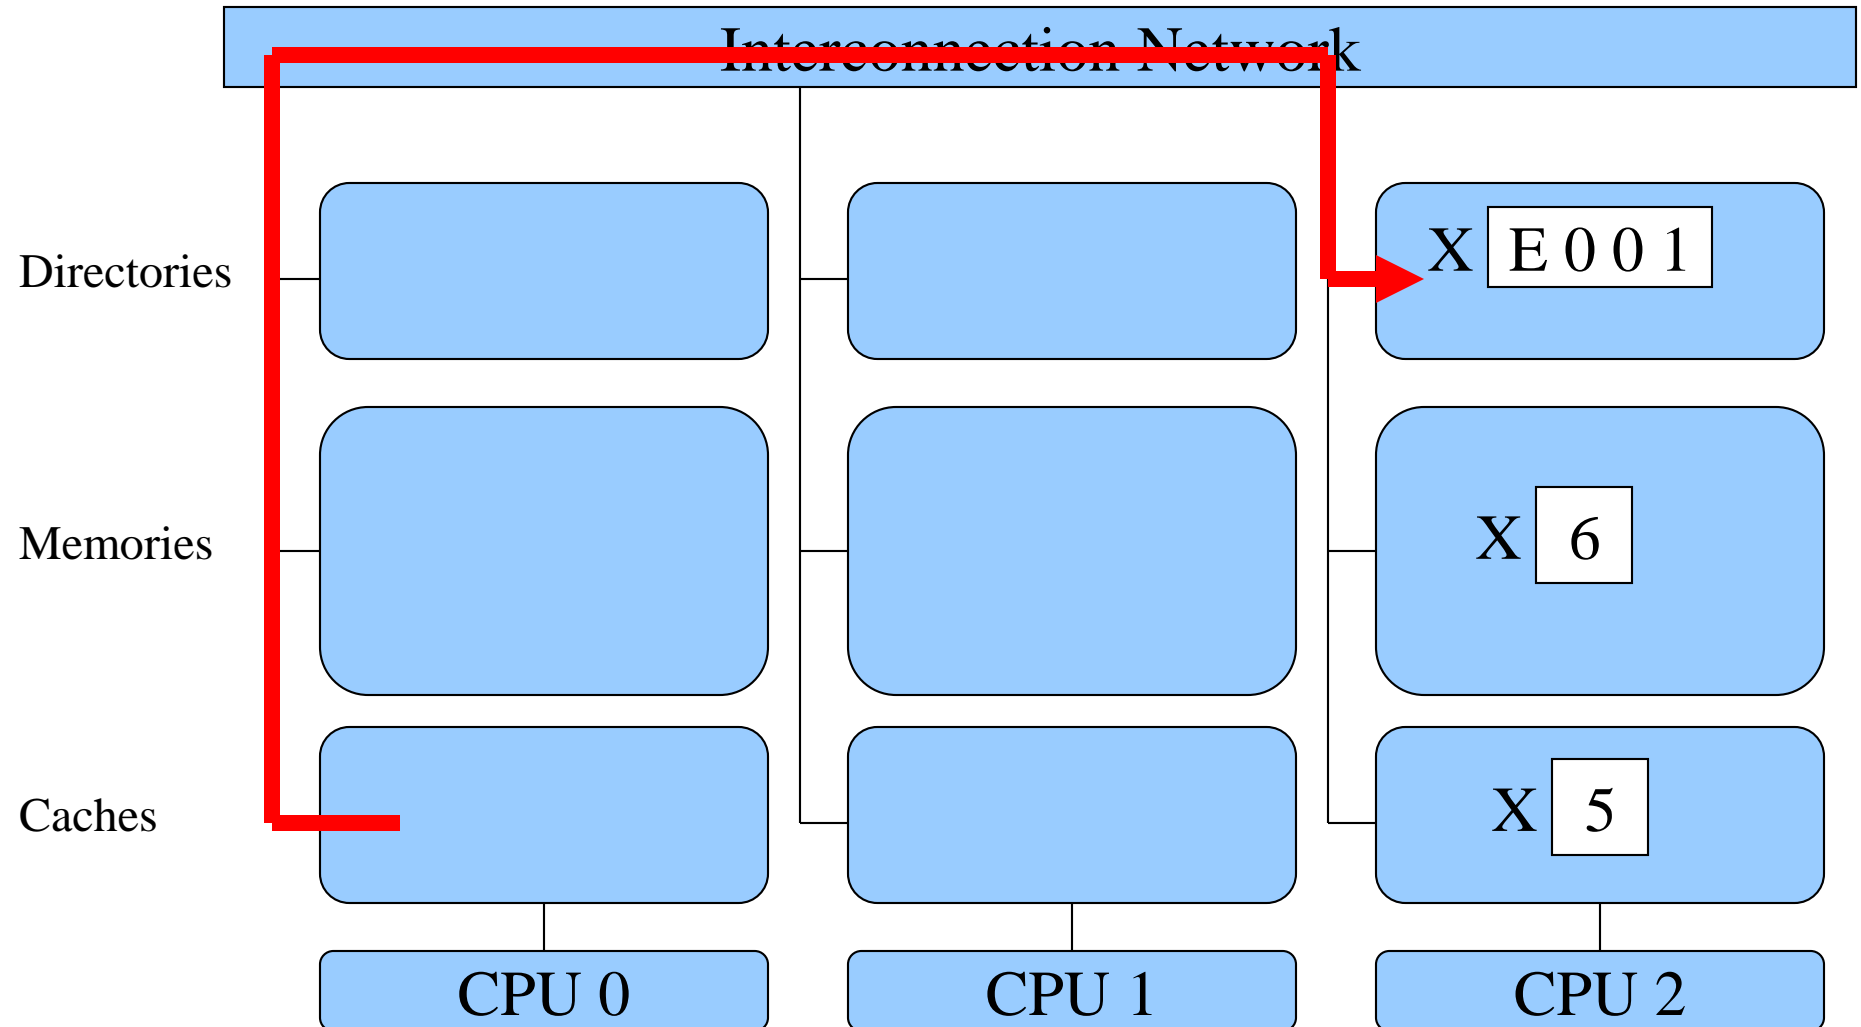 Interconnection Network
Directories
X E 0 0 1
Memories
X 6
Caches
X 5
CPU 0 CPU 1 CPU 2